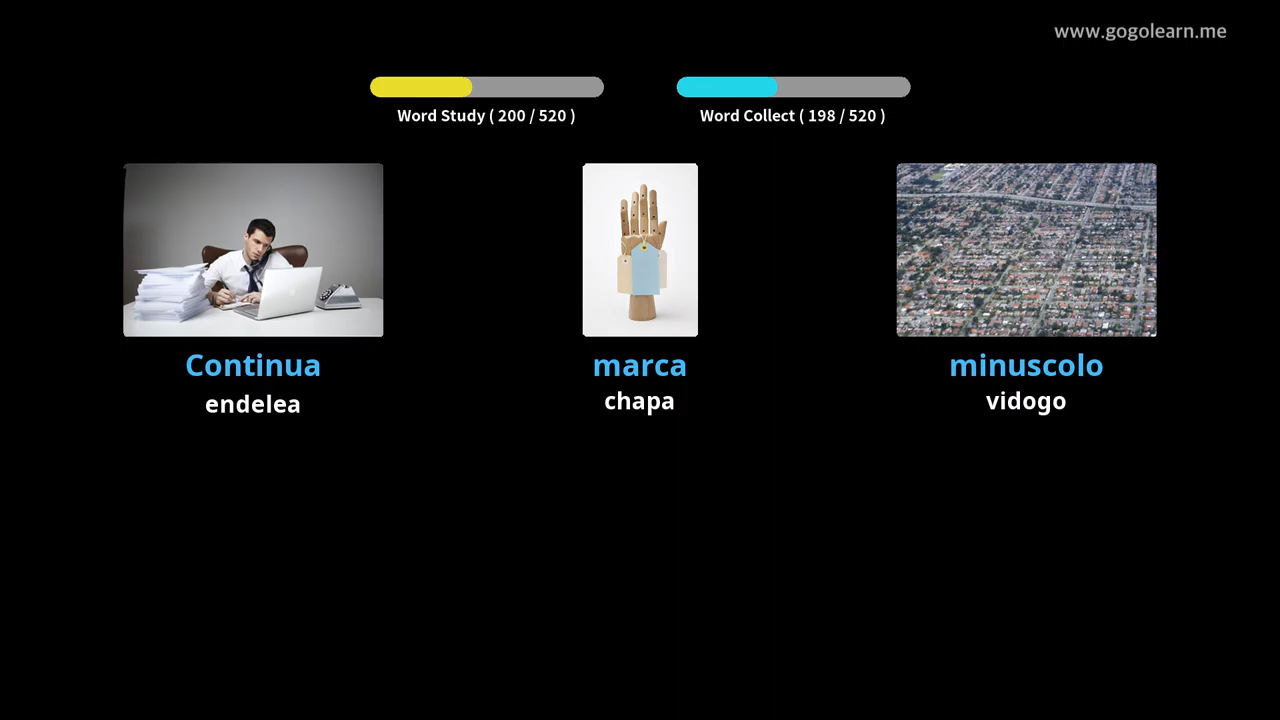 www.gogolearn.me
Word Study ( 200 / 520 )
Word Collect ( 198 / 520 )
Continua
endelea
marca
chapa
minuscolo
vidogo